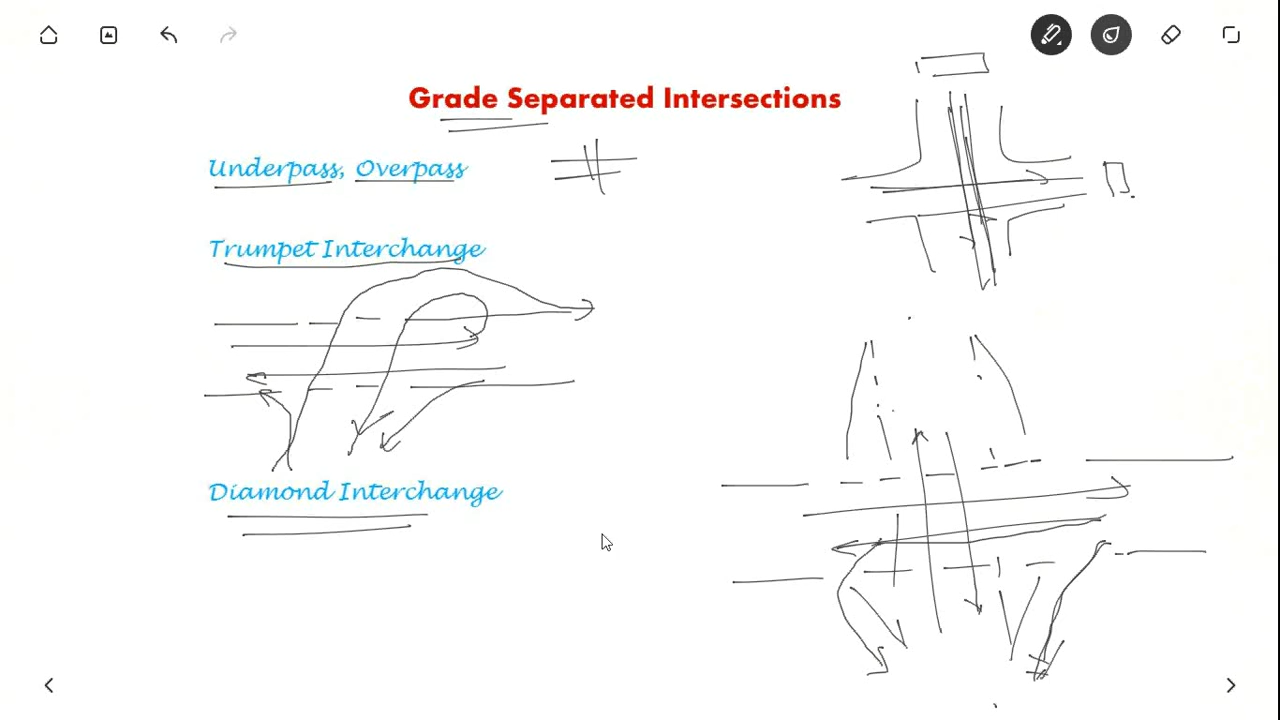 Grade Separated Intersections
Underpass, Overpass
Trumpet Interchange
Diamond Interchange